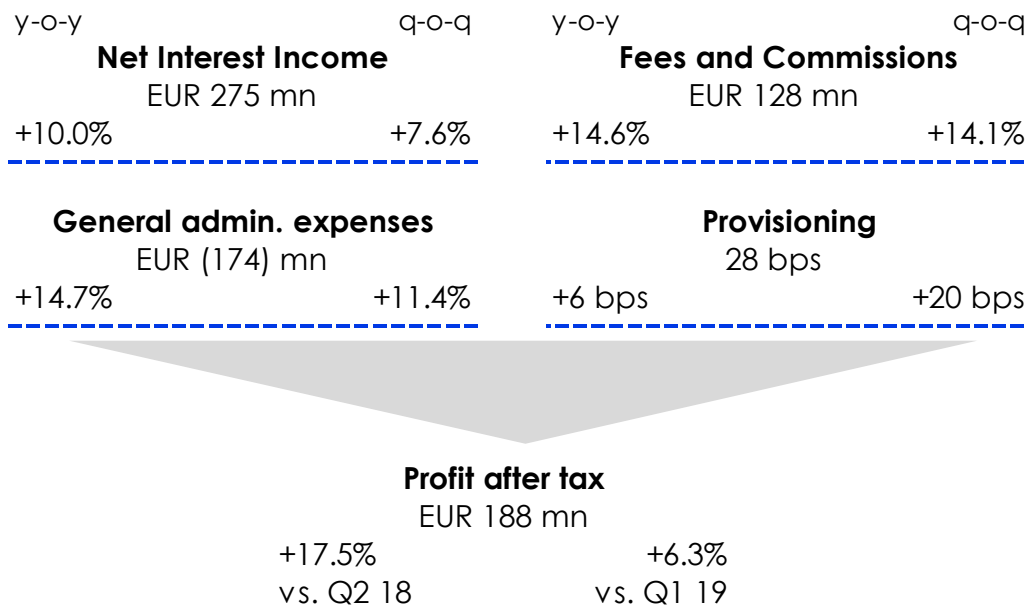 y-o-y q-o-q
Net Interest Income
EUR 275 mn
+10.0% +7.6%
y-o-y q-o-q
Fees and Commissions
EUR 128 mn
+14.6% +14.1%
General admin. expenses
EUR (174) mn
+14.7% +11.4%
Provisioning
28 bps
+6 bps +20 bps
Profit after tax
EUR 188 mn
+17.5% +6.3%
vs. Q2 18 vs. Q1 19